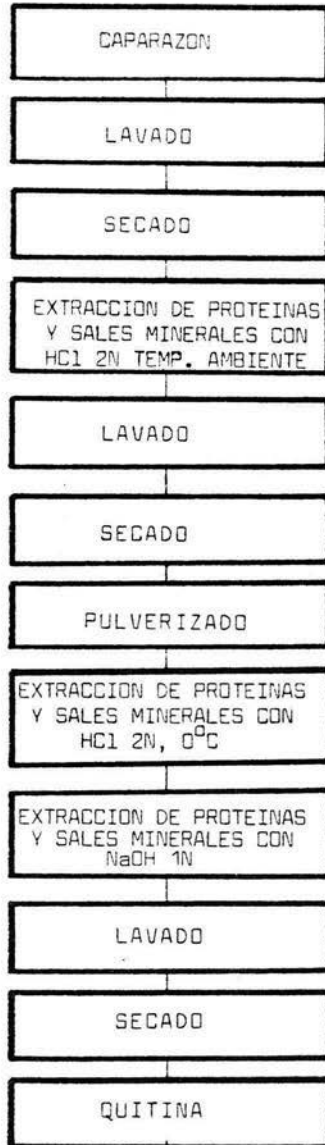 CAPARAZON
LAVADO
SECADO
EXTRACCION DE PROTEINAS
Y SALES MINERALES CON
HCl 2N TEMP. AMBIENTE
LAVADO
SECADO
PULVERIZADO
EXTRACCION DE PROTEINAS
Y SALES MINERALES CON
HCl 2N, 0°C
EXTRACCION DE PROTEINAS
Y SALES MINERALES CON
NaOH 1N
LAVADO
SECADO
QUITINA